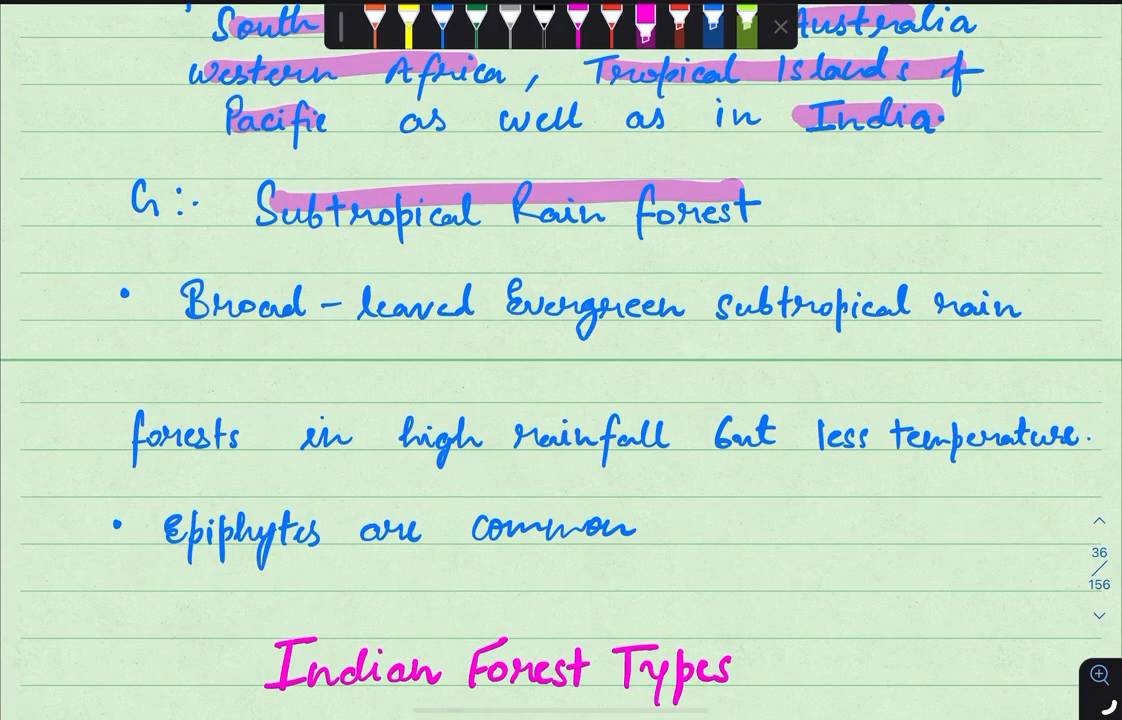 South Australia
western Africa, Tropical Islands of
Pacific as well as in India.
G:- Subtropical Rain forest
• Broad-leaved Evergreen subtropical rain
forests in high rainfall but less temperature.
• Epiphytes are common
36
/
156
Indian Forest Types